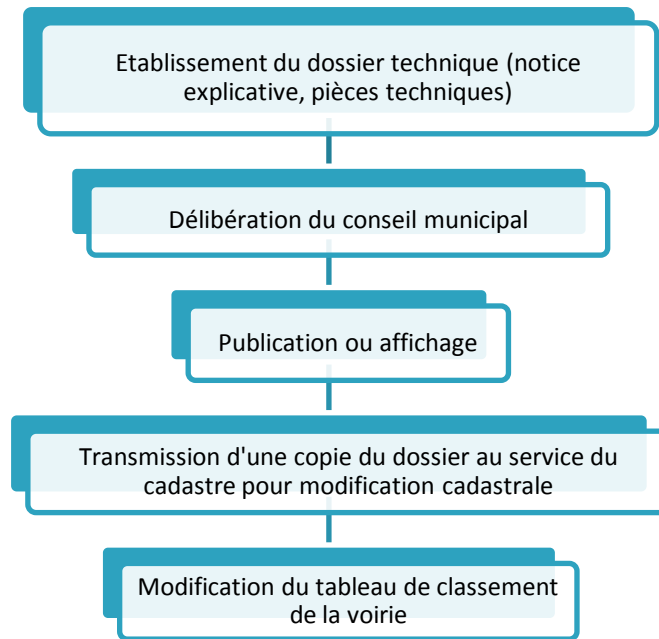 Etablissement du dossier technique (notice
explicative, pièces techniques)
Délibération du conseil municipal
Publication ou affichage
Transmission d'une copie du dossier au service du
cadastre pour modification cadastrale
Modification du tableau de classement
de la voirie